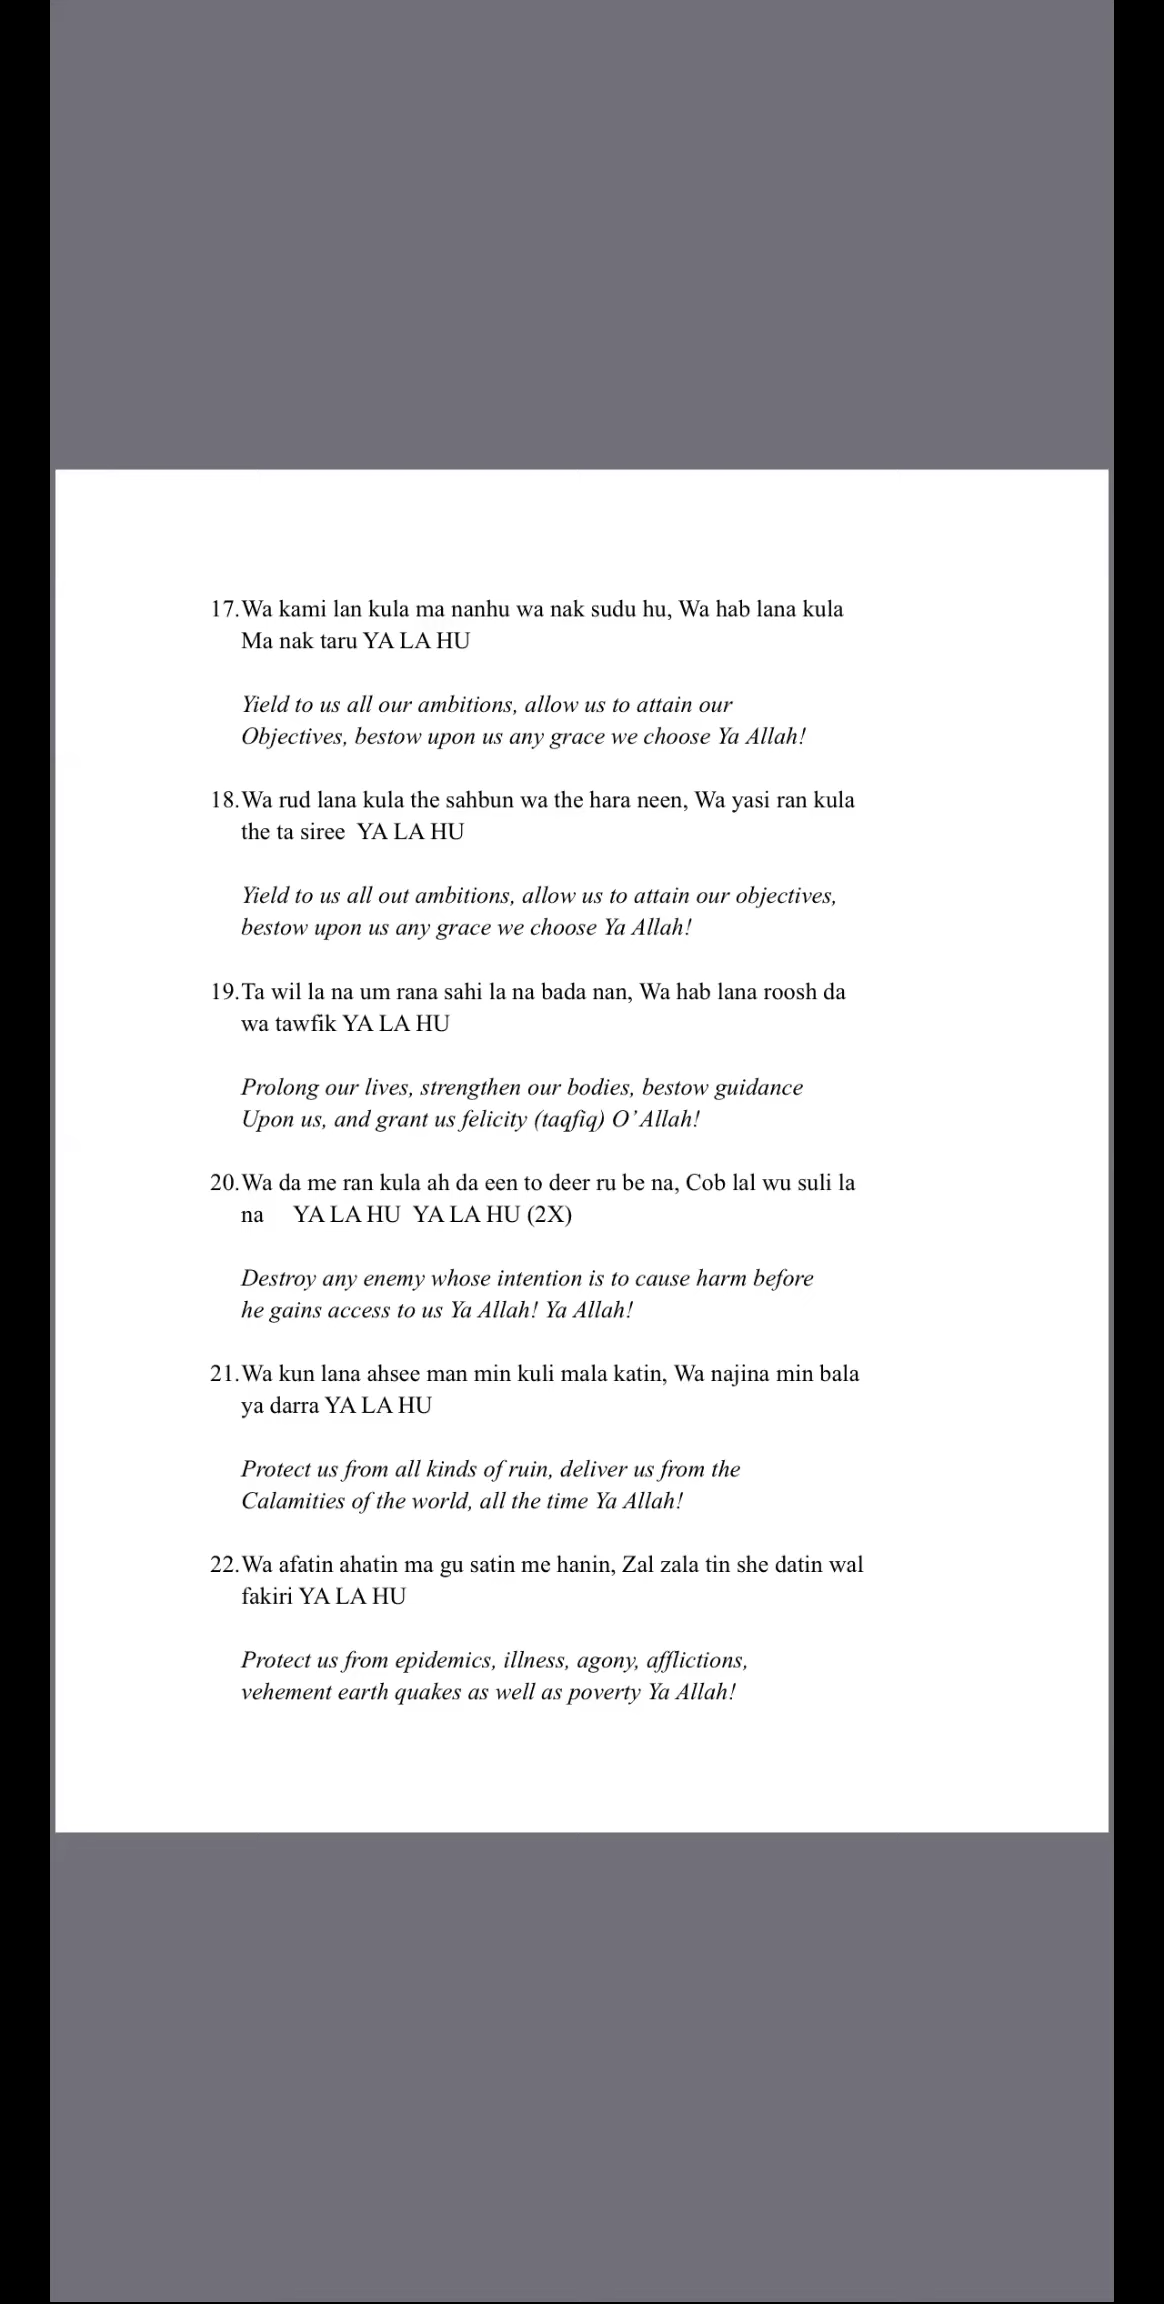 17.Wa kami lan kula ma nanhu wa nak sudu hu, Wa hab lana kula
Ma nak taru YA LA HU
Yield to us all our ambitions, allow us to attain our
Objectives, bestow upon us any grace we choose Ya Allah!
18.Wa rud lana kula the sahbun wa the hara neen, Wa yasi ran kula
the ta siree YA LA HU
Yield to us all out ambitions, allow us to attain our objectives,
bestow upon us any grace we choose Ya Allah!
19.Ta wil la na um rana sahi la na bada nan, Wa hab lana roosh da
wa tawfik YA LA HU
Prolong our lives, strengthen our bodies, bestow guidance
Upon us, and grant us felicity (taqfiq) O’ Allah!
20.Wa da me ran kula ah da een to deer ru be na, Cob lal wu suli la
na YA LA HU YA LA HU (2X)
Destroy any enemy whose intention is to cause harm before
he gains access to us Ya Allah! Ya Allah!
21.Wa kun lana ahsee man min kuli mala katin, Wa najina min bala
ya darra YA LA HU
Protect us from all kinds of ruin, deliver us from the
Calamities of the world, all the time Ya Allah!
22.Wa afatin ahatin ma gu satin me hanin, Zal zala tin she datin wal
fakiri YA LA HU
Protect us from epidemics, illness, agony, afflictions,
vehement earth quakes as well as poverty Ya Allah!